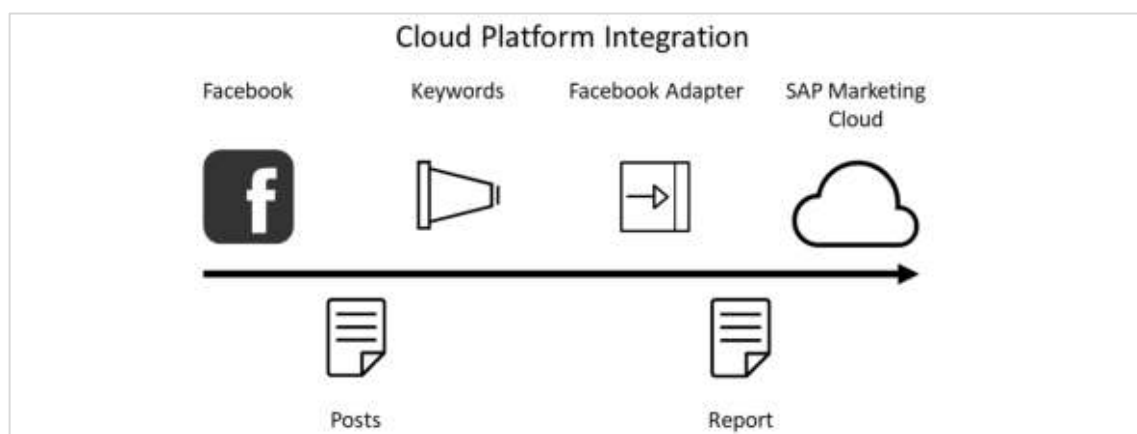 Cloud Platform Integration
Facebook
Keywords
Facebook Adapter
SAP Marketing
Cloud
f
Posts
Report